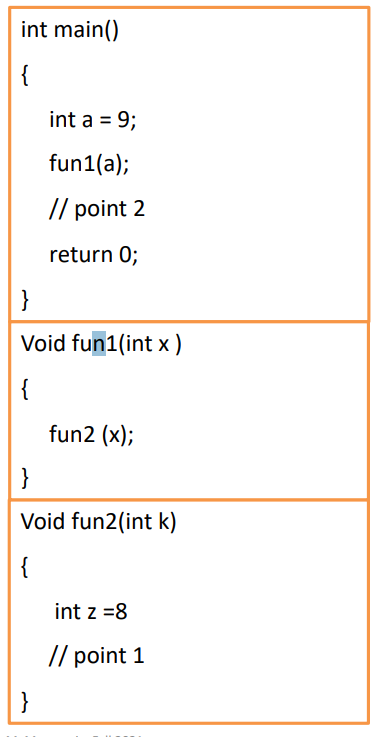 int main()
{
int a = 9;
fun1(a);
// point 2
return 0;
}
Void fun1(int x )
{
fun2 (x);
}
Void fun2(int k)
{
int z =8
// point 1
}